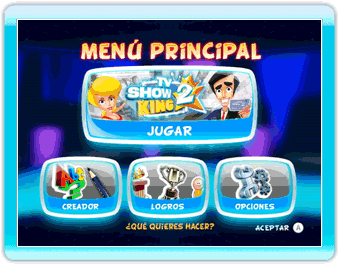 MENÚ PRINCIPAL
TV
SHOW
KING 2
JUGAR
CREADOR
LOGROS
OPCIONES
¿QUÉ QUIERES HACER?
ACEPTAR A